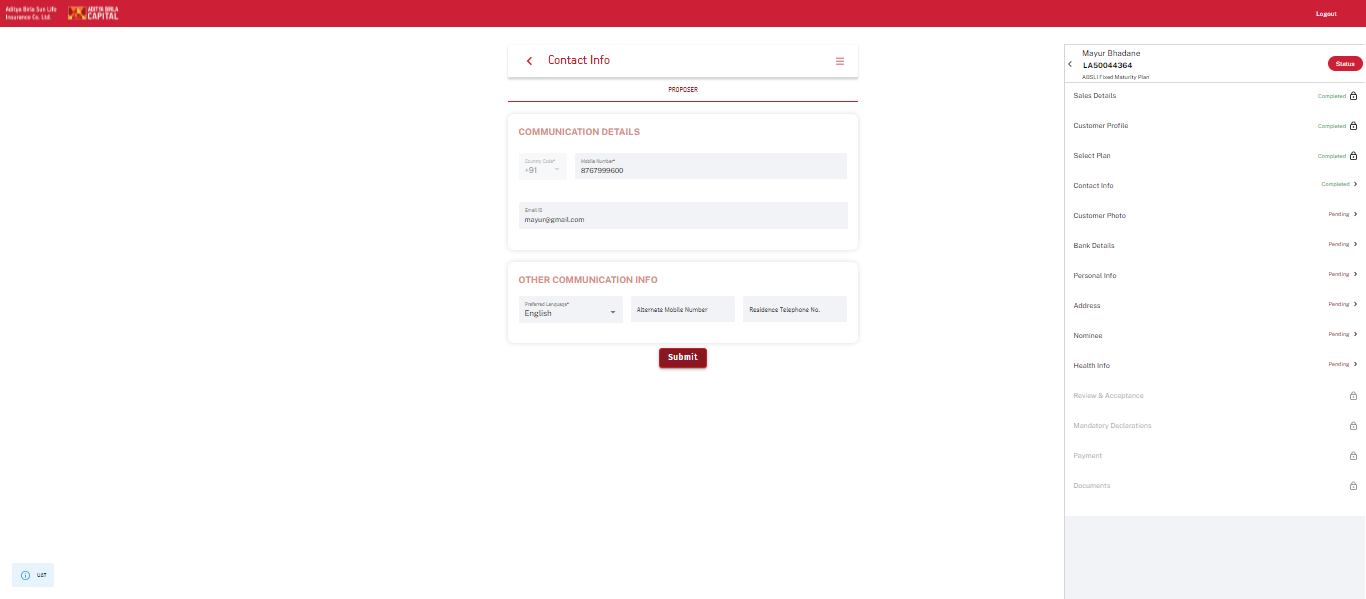 Aditya Birla Sun Life
Insurance Co. Ltd.
ADITYA BIRLA
CAPITAL
Logout
Contact Info
PROPOSER
COMMUNICATION DETAILS
Country Code*
+91
Mobile Number*
8767999600
Email ID
mayur@gmail.com
OTHER COMMUNICATION INFO
Preferred Language*
English
Alternate Mobile Number
Residence Telephone No.
Submit
Mayur Bhadane
LA50044364
ABSLI Fixed Maturity Plan
Status
Sales Details Completed
Customer Profile Completed
Select Plan Completed
Contact Info Completed
Customer Photo Pending
Bank Details Pending
Personal Info Pending
Address Pending
Nominee Pending
Health Info Pending
Review & Acceptance
Mandatory Declarations
Payment
Documents
UAT